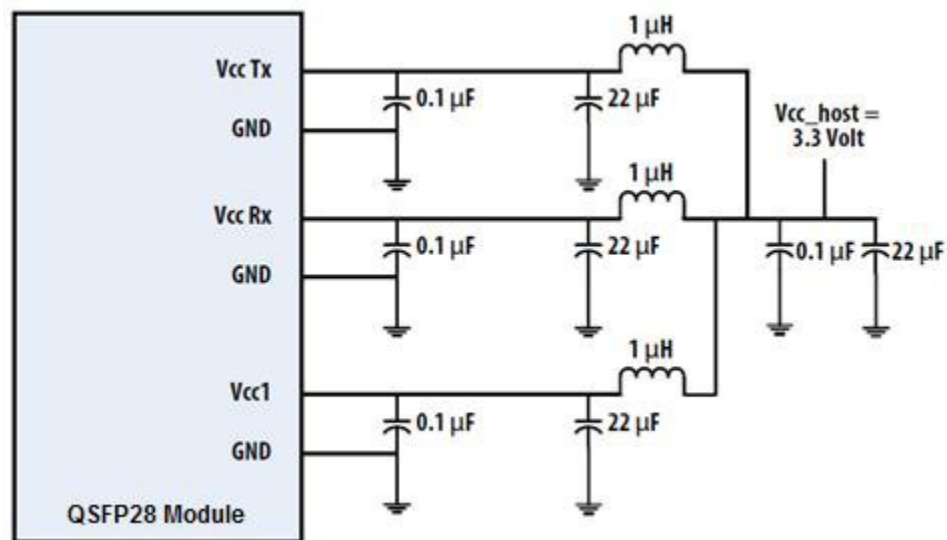 1 µH
Vcc Tx
0.1 µF
22 µF
GND
Vcc_host =
3.3 Volt
1 µH
Vcc Rx
0.1 µF
22 µF
0.1 µF
22 µF
GND
1 µH
Vcc1
0.1 µF
22 µF
GND
QSFP28 Module